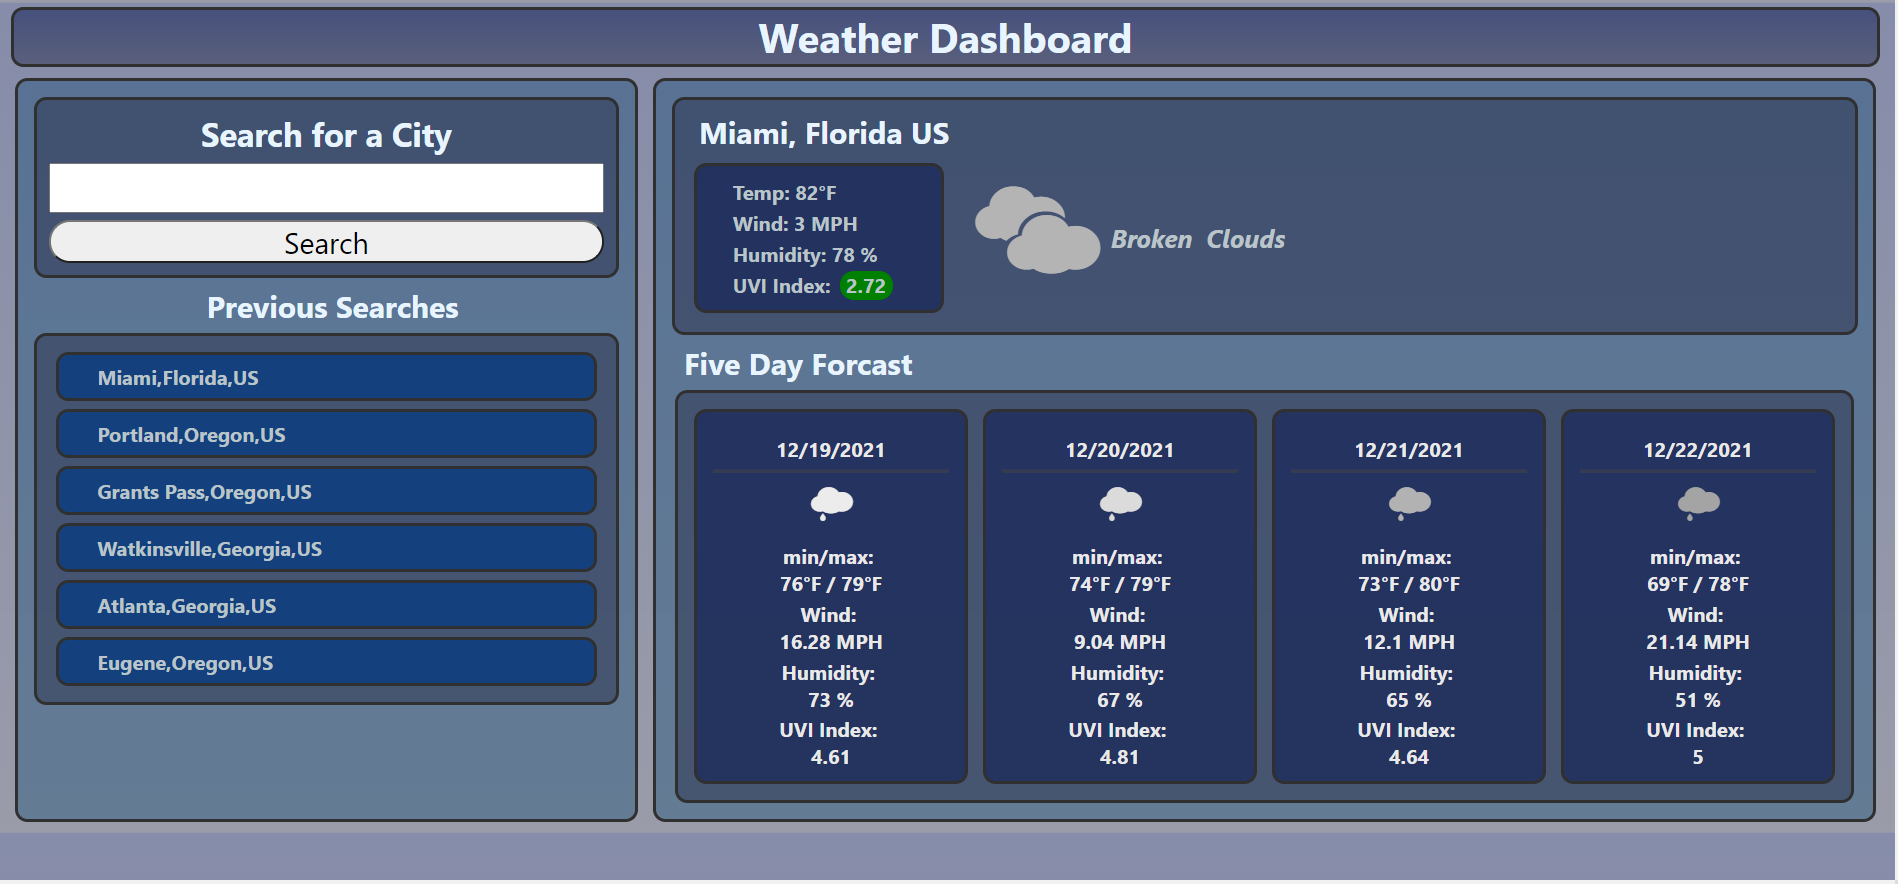 Weather Dashboard
Search for a City
Search
Previous Searches
Miami,Florida,US
Portland,Oregon,US
Grants Pass,Oregon,US
Watkinsville,Georgia,US
Atlanta,Georgia,US
Eugene,Oregon,US
Miami, Florida US
Temp: 82°F
Wind: 3 MPH
Humidity: 78 %
UVI Index: 2.72
Broken Clouds
Five Day Forcast
12/19/2021
min/max:
76°F / 79°F
Wind:
16.28 MPH
Humidity:
73 %
UVI Index:
4.61
12/20/2021
min/max:
74°F / 79°F
Wind:
9.04 MPH
Humidity:
67 %
UVI Index:
4.81
12/21/2021
min/max:
73°F / 80°F
Wind:
12.1 MPH
Humidity:
65 %
UVI Index:
4.64
12/22/2021
min/max:
69°F / 78°F
Wind:
21.14 MPH
Humidity:
51 %
UVI Index:
5